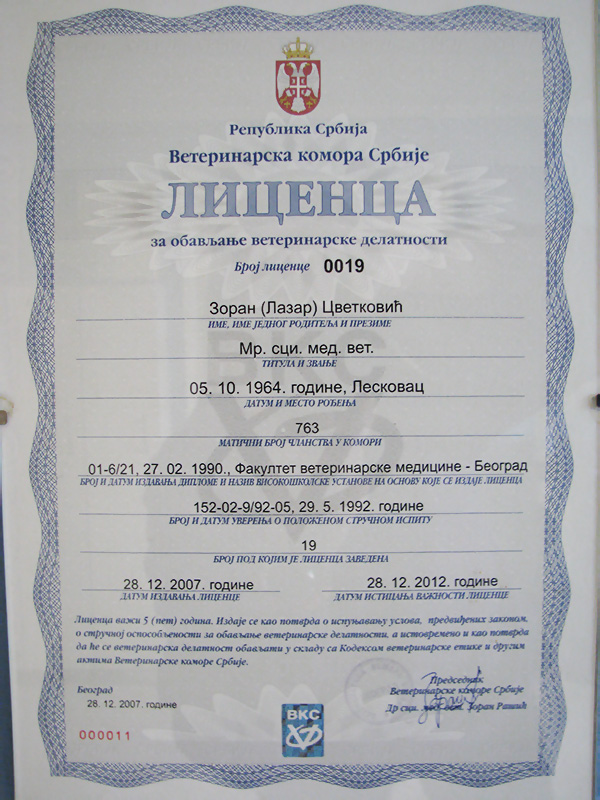 Република Србија
Ветеринарска комора Србије
ЛИЦЕНЦА
за обављање ветеринарске делатности
Број лиценце 0019
Зоран (Лазар) Цветковић
ИМЕ, ИМЕ ЈЕДНОГ РОДИТЕЉА И ПРЕЗИМЕ
Мр. сци. мед. вет.
ТИТУЛА И ЗВАЊЕ
05. 10. 1964. године, Лесковац
ДАТУМ И МЕСТО РОЂЕЊА
763
МАТИЧНИ БРОЈ ЧЛАНСТВА У КОМОРИ
01-6/21, 27. 02. 1990., Факултет ветеринарске медицине - Београд
БРОЈ И ДАТУМ ИЗДАВАЊА ДИПЛОМЕ И НАЗИВ ВИСОКОШКОЛСКЕ УСТАНОВЕ НА ОСНОВУ КОЈЕ СЕ ИЗДАЈЕ ЛИЦЕНЦА
152-02-9/92-05, 29. 5. 1992. године
БРОЈ И ДАТУМ УВЕРЕЊА О ПОЛОЖЕНОМ СТРУЧНОМ ИСПИТУ
19
БРОЈ ПОД КОЈИМ ЈЕ ЛИЦЕНЦА ЗАВЕДЕНА
28. 12. 2007. године 28. 12. 2012. године
ДАТУМ ИЗДАВАЊА ЛИЦЕНЦЕ ДАТУМ ИСТИЦАЊА ВАЖНОСТИ ЛИЦЕНЦЕ
Лиценца важи 5 (пет) година. Издаје се као потврда о испуњавању услова, предвиђених законом,
о стручној оспособљености за обављање ветеринарске делатности, а истовремено и као потврда
да ће се ветеринарска делатност обављати у складу са Кодексом ветеринарске етике и другим
актима Ветеринарске коморе Србије.
Београд
28. 12. 2007. године
000011
ВКС
Председник
Ветеринарске коморе Србије
Др сци. мед. вет. Зоран Рашић